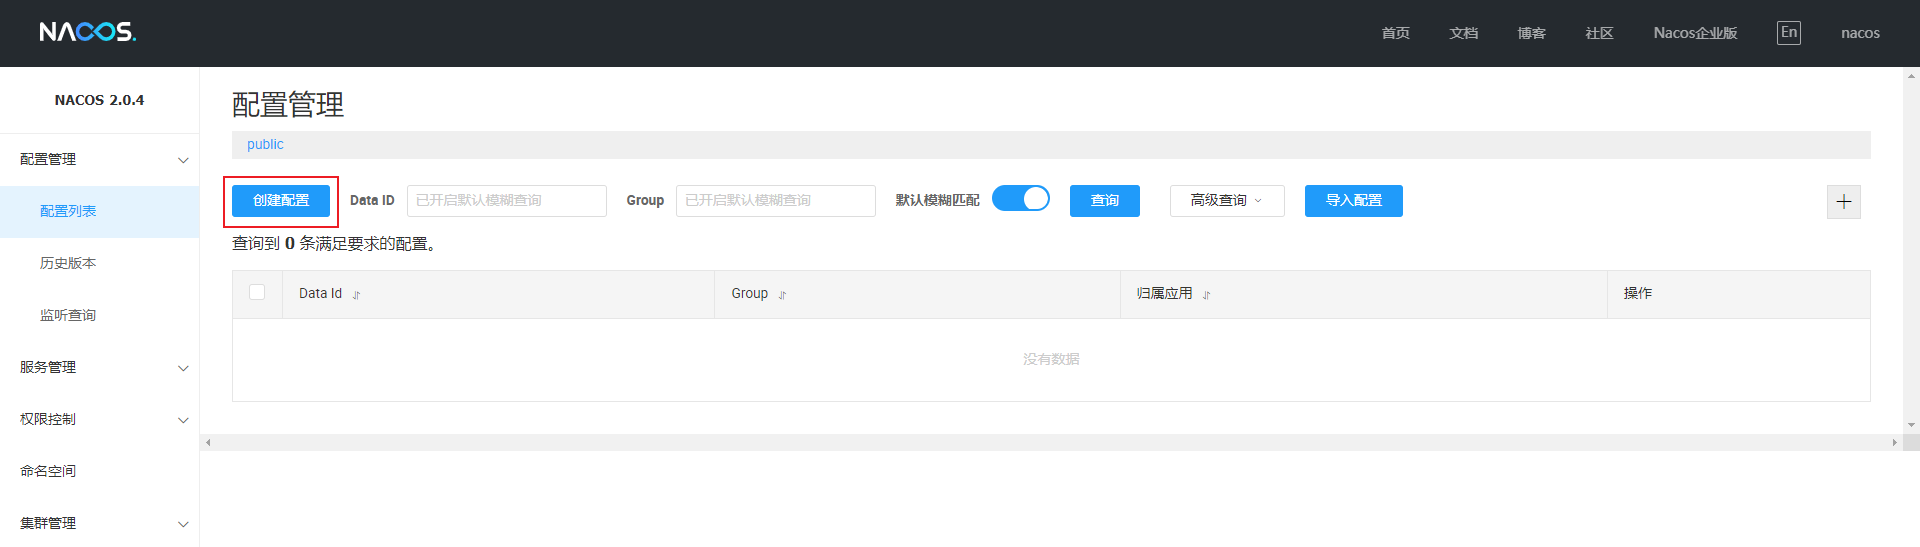 NACOS.
首页 文档 博客 社区 Nacos企业版 En nacos
NACOS 2.0.4
配置管理
配置列表
历史版本
监听查询
服务管理
权限控制
命名空间
集群管理
配置管理
public
创建配置 Data ID 已开启默认模糊查询 Group 已开启默认模糊查询 默认模糊匹配 查询 高级查询 导入配置
查询到 0 条满足要求的配置。
Data Id Group 归属应用 操作
没有数据